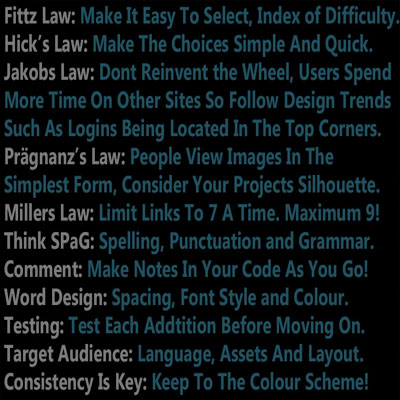 Fittz Law: Make It Easy To Select, Index of Difficulty.
Hick's Law: Make The Choices Simple And Quick.
Jakobs Law: Dont Reinvent the Wheel, Users Spend
More Time On Other Sites So Follow Design Trends
Such As Logins Being Located In The Top Corners.
Prägnanz's Law: People View Images In The
Simplest Form, Consider Your Projects Silhouette.
Millers Law: Limit Links To 7 A Time. Maximum 9!
Think SPaG: Spelling, Punctuation and Grammar.
Comment: Make Notes In Your Code As You Go!
Word Design: Spacing, Font Style and Colour.
Testing: Test Each Addtition Before Moving On.
Target Audience: Language, Assets And Layout.
Consistency Is Key: Keep To The Colour Scheme!